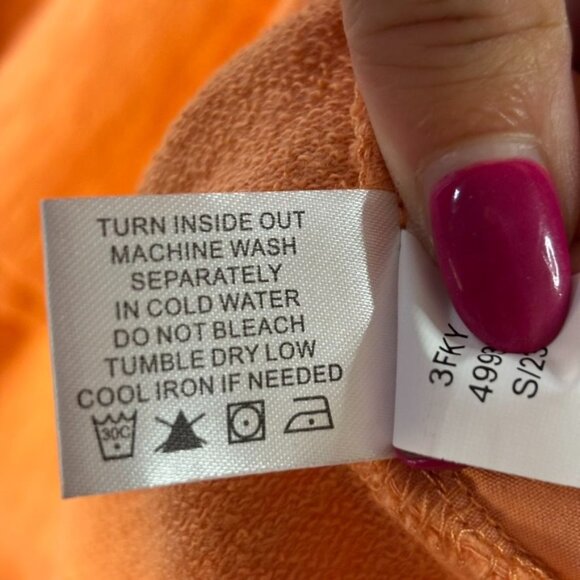 TURN INSIDE OUT
MACHINE WASH
SEPARATELY
IN COLD WATER
DO NOT BLEACH
TUMBLE DRY LOW
COOL IRON IF NEEDED
30C
3FKY